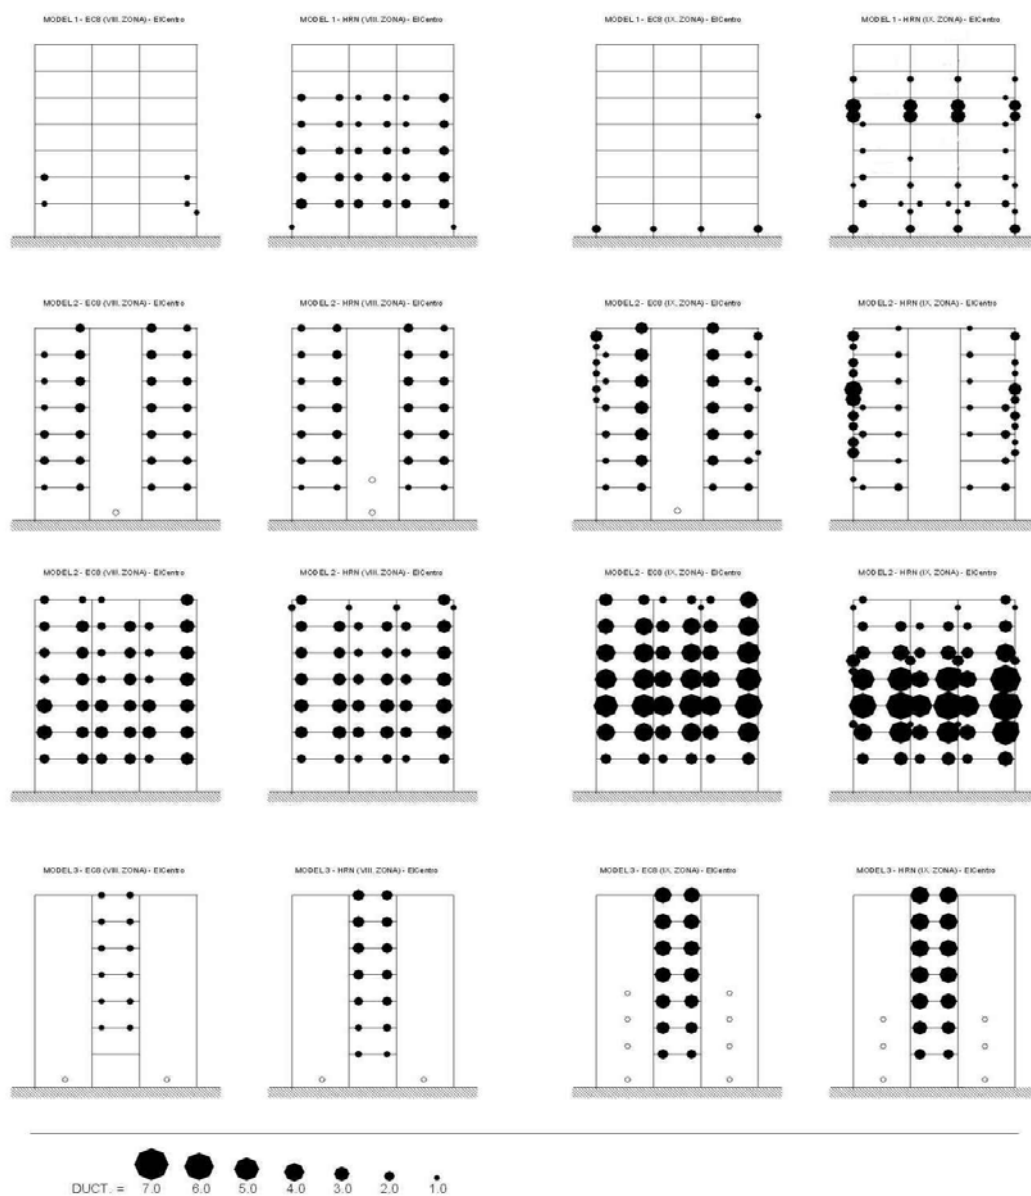 MODEL 1 - EC8 (VIII. ZONA) - ElCentro
MODEL 1 - HRN (VIII. ZONA) - ElCentro
MODEL 1 - EC8 (IX. ZONA) - ElCentro
MODEL 1 - HRN (IX. ZONA) - ElCentro
MODEL 2 - EC8 (VIII. ZONA) - ElCentro
MODEL 2 - HRN (VIII. ZONA) - ElCentro
MODEL 2 - EC8 (IX. ZONA) - ElCentro
MODEL 2 - HRN (IX. ZONA) - ElCentro
MODEL 2 - EC8 (VIII. ZONA) - ElCentro
MODEL 2 - HRN (VIII. ZONA) - ElCentro
MODEL 2 - EC8 (IX. ZONA) - ElCentro
MODEL 2 - HRN (IX. ZONA) - ElCentro
MODEL 3 - EC8 (VIII. ZONA) - ElCentro
MODEL 3 - HRN (VIII. ZONA) - ElCentro
MODEL 3 - EC8 (IX. ZONA) - ElCentro
MODEL 3 - HRN (IX. ZONA) - ElCentro
DUCT. = 7.0 6.0 5.0 4.0 3.0 2.0 1.0